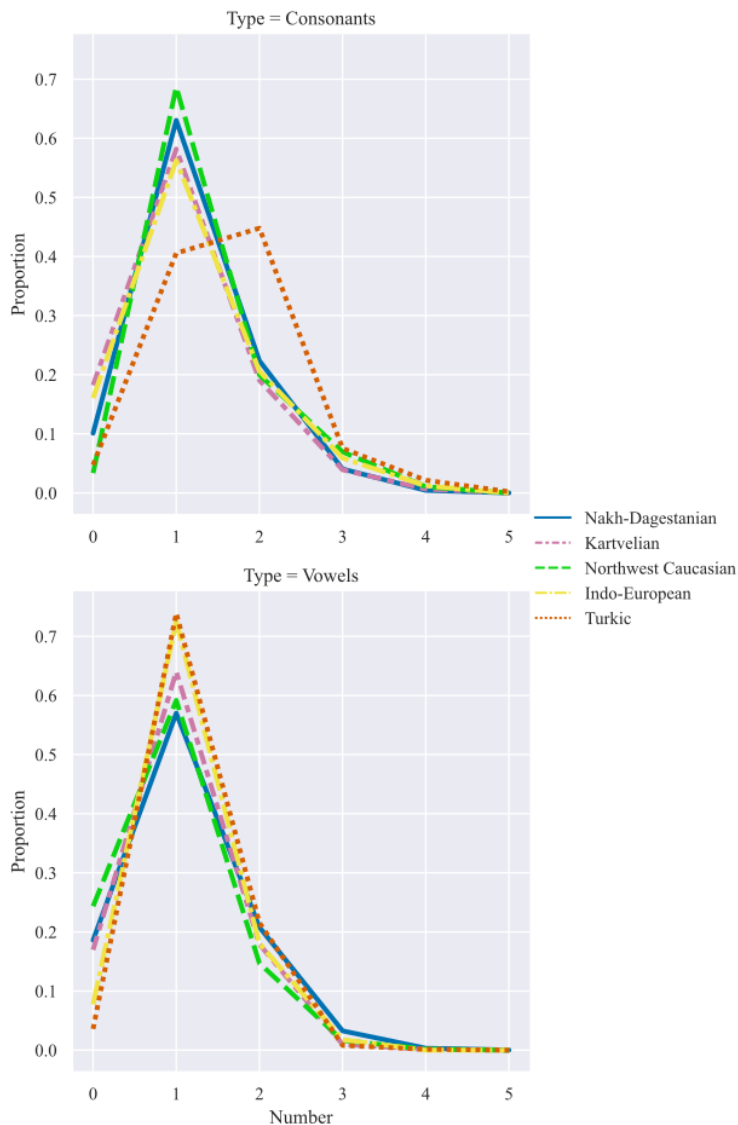 Type = Consonants
0.7
0.6
0.5
0.4
0.3
0.2
0.1
0.0
Proportion
0 1 2 3 4 5
Nakh-Dagestanian
Kartvelian
Northwest Caucasian
Indo-European
Turkic
Type = Vowels
0.7
0.6
0.5
0.4
0.3
0.2
0.1
0.0
Proportion
0 1 2 3 4 5
Number